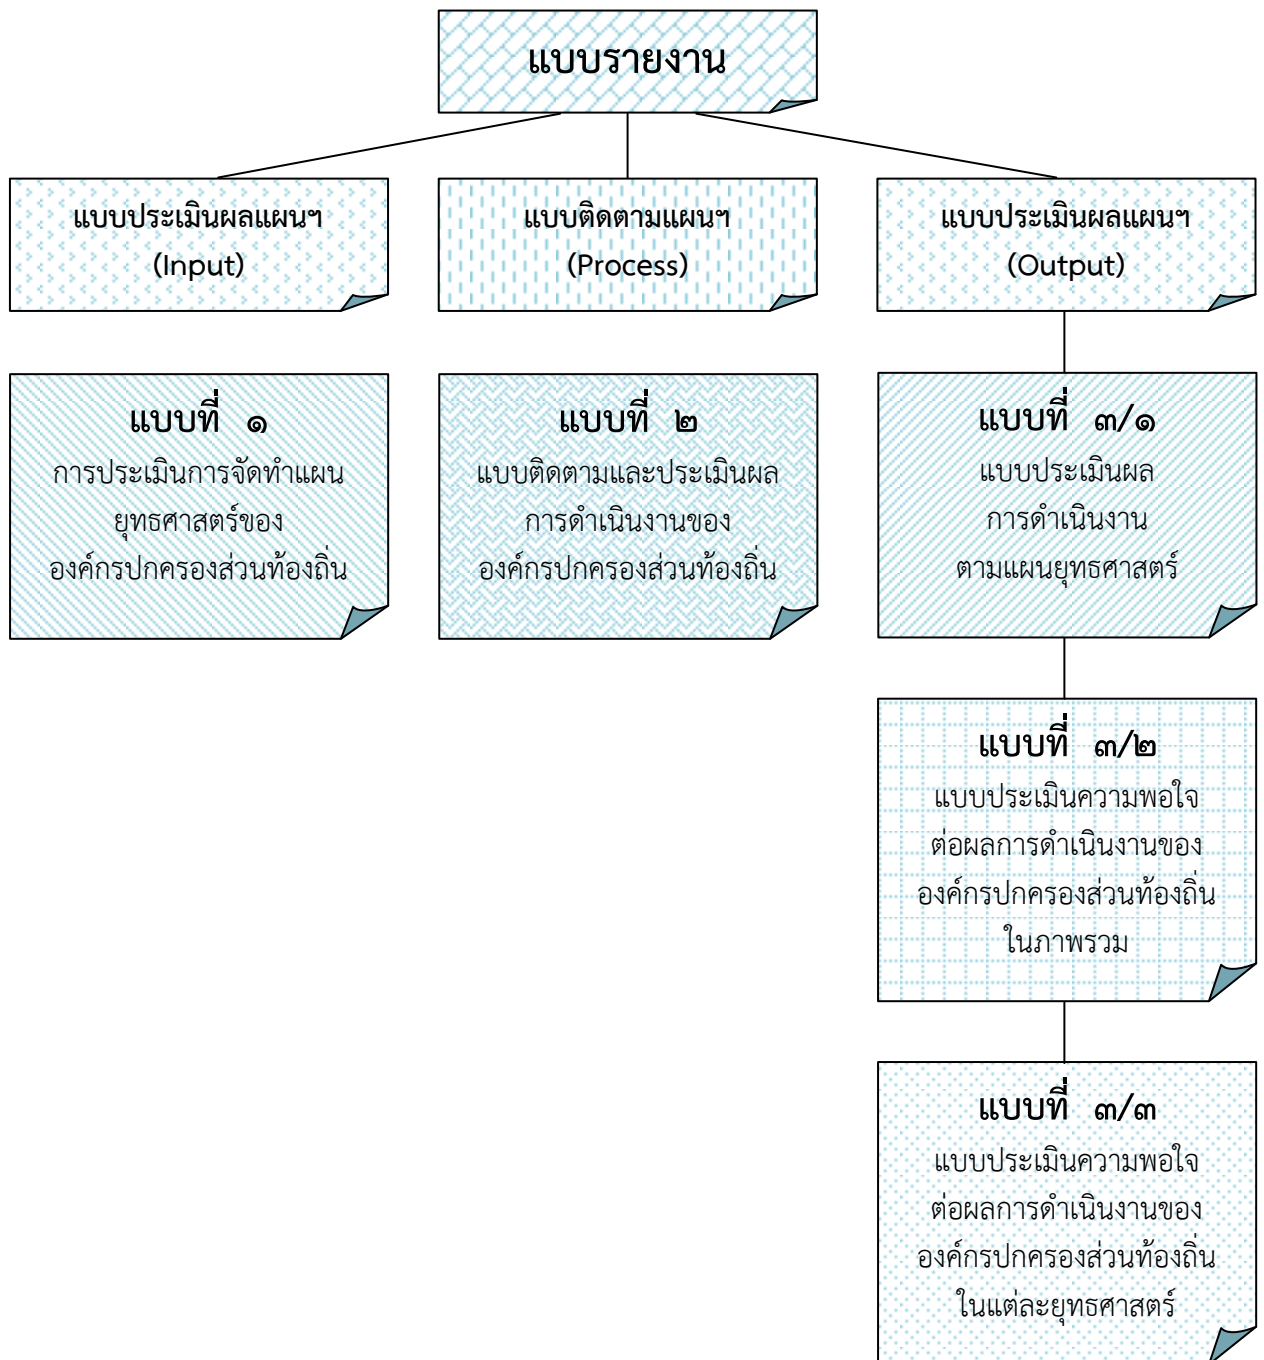 แบบรายงาน
แบบประเมินผลแผนฯ
(Input)
แบบติดตามแผนฯ
(Process)
แบบประเมินผลแผนฯ
(Output)
แบบที่ ๑
การประเมินการจัดทำแผน
ยุทธศาสตร์ของ
องค์กรปกครองส่วนท้องถิ่น
แบบที่ ๒
แบบติดตามและประเมินผล
การดำเนินงานของ
องค์กรปกครองส่วนท้องถิ่น
แบบที่ ๓/๑
แบบประเมินผล
การดำเนินงาน
ตามแผนยุทธศาสตร์
แบบที่ ๓/๒
แบบประเมินความพอใจ
ต่อผลการดำเนินงานของ
องค์กรปกครองส่วนท้องถิ่น
ในภาพรวม
แบบที่ ๓/๓
แบบประเมินความพอใจ
ต่อผลการดำเนินงานของ
องค์กรปกครองส่วนท้องถิ่น
ในแต่ละยุทธศาสตร์